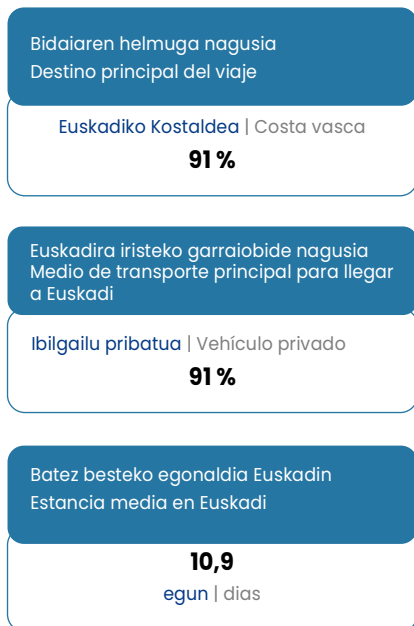 Bidaiaren helmuga nagusia
Destino principal del viaje
Euskadiko Kostaldea | Costa vasca
91 %
Euskadira iristeko garraiobide nagusia
Medio de transporte principal para llegar
a Euskadi
Ibilgailu pribatua | Vehículo privado
91 %
Batez besteko egonaldia Euskadin
Estancia media en Euskadi
10,9
egun | dias